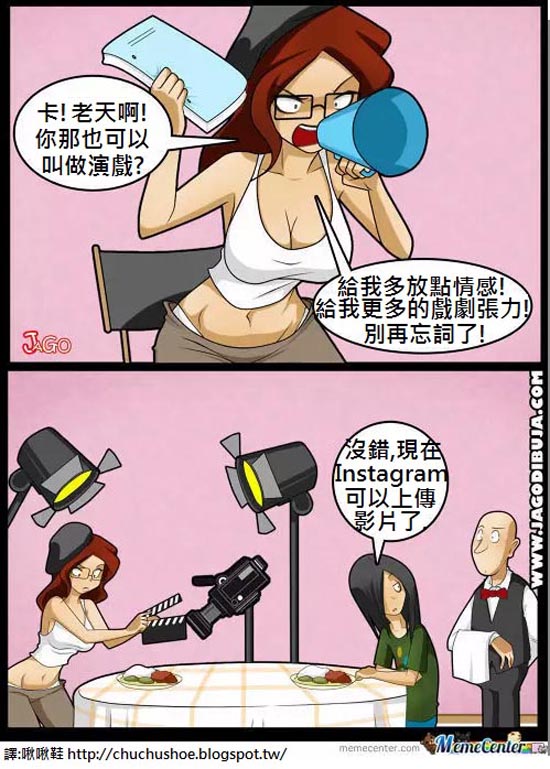 卡! 老天啊!
你那也可以
叫做演戲?
給我多放點情感!
給我更多的戲劇張力!
別再忘詞了!
JAGO
WWW.JAGODIBUJA.COM
沒錯,現在
Instagram
可以上傳
影片了.
譯:啾啾鞋 http://chuchushoe.blogspot.tw/
memecenter.com
MemeCenter